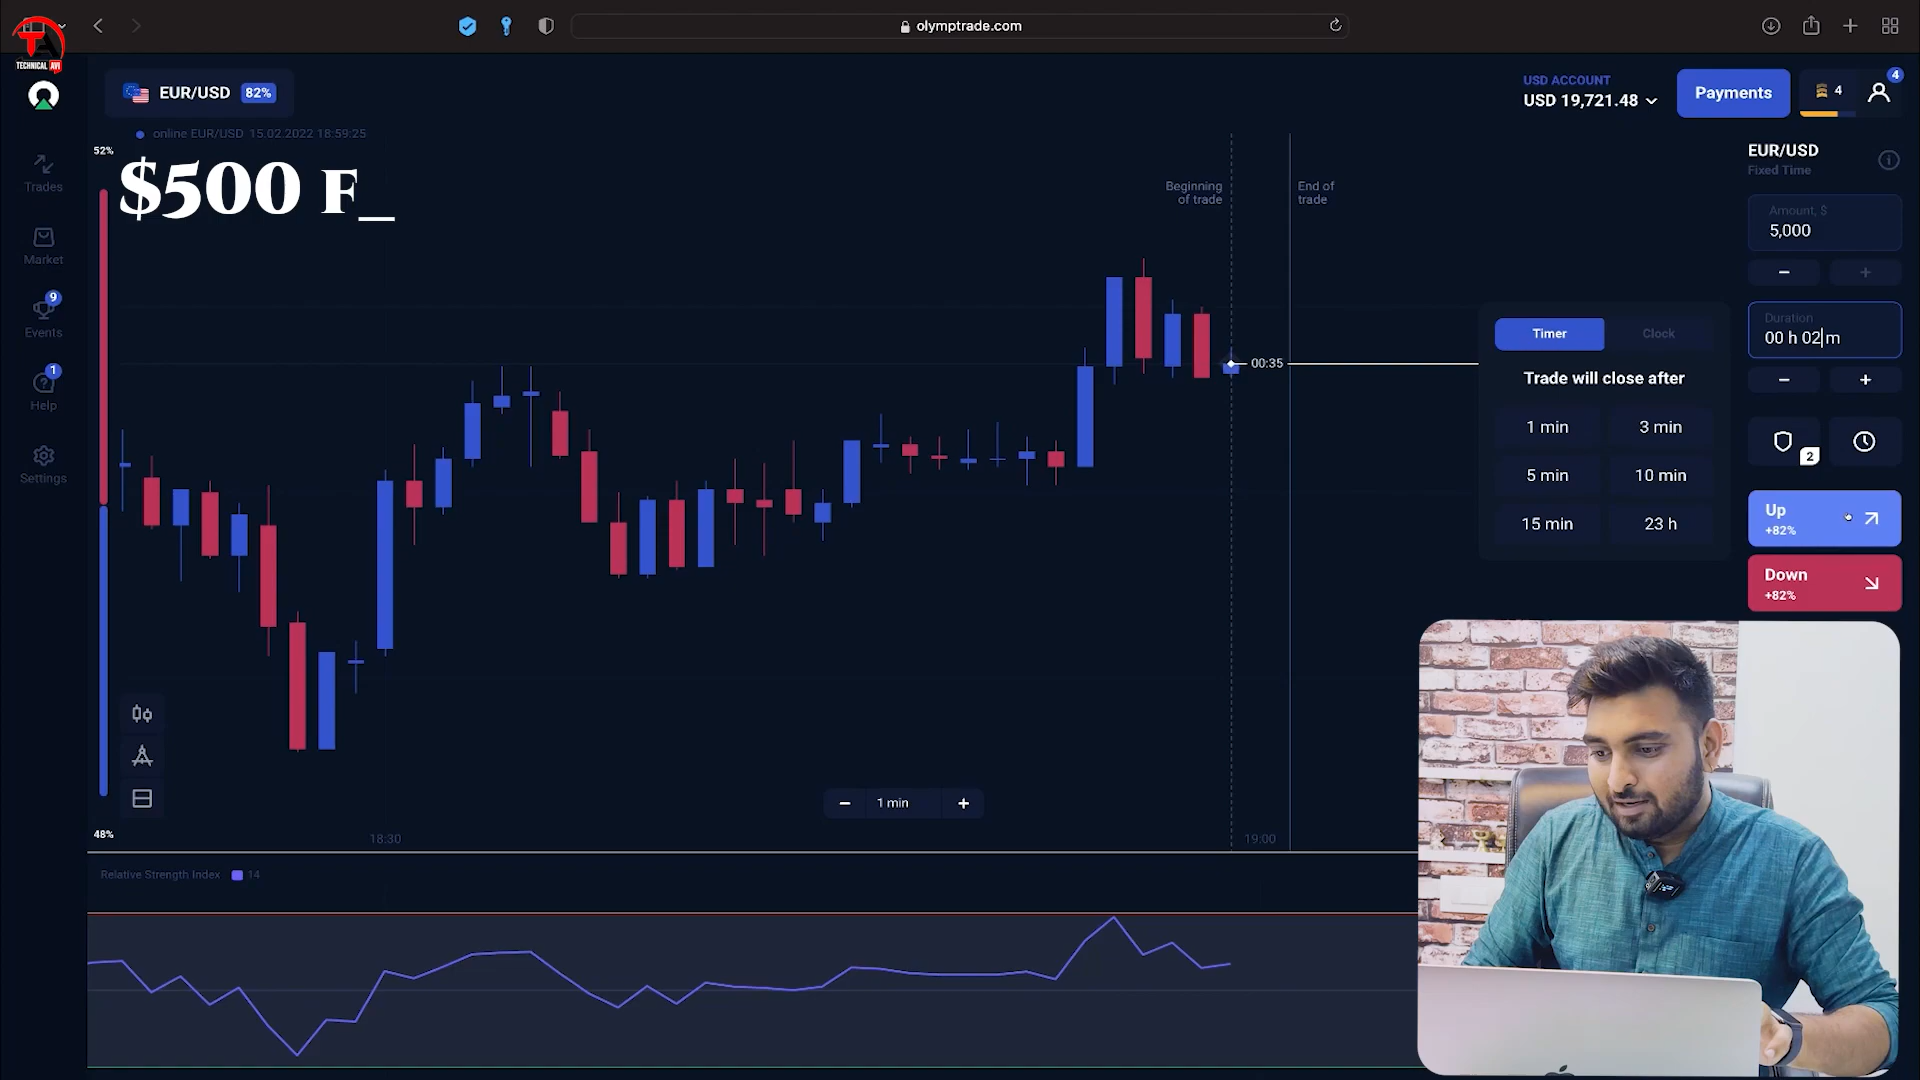 olymptrade.com
TA
TECHNICAL AVI
EUR/USD 82%
USD ACCOUNT
USD 19,721.48
Payments
4
4
online EUR/USD 15.02.2022 18:59:25
52%
$500 F_
Trades
Market
9
Events
1
Help
Settings
Beginning
of trade
End of
trade
00:35
EUR/USD
Fixed Time
Amount, $
5,000
Duration
00 h 02 m
Timer
Clock
Trade will close after
1 min
3 min
5 min
10 min
15 min
23 h
2
Up
+82%
Down
+82%
1 min
48%
18:30
19:00
Relative Strength Index 14